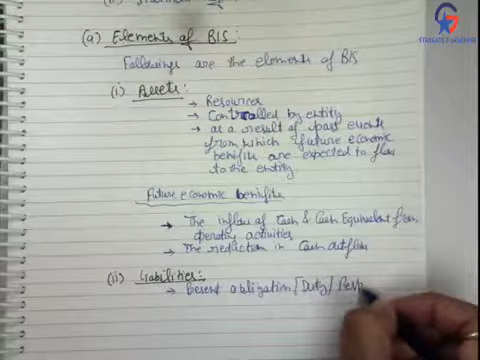 (a) Elements of B/S :
Followings are the elements of B/S
(i) Assets :
→ Resources
→ Controlled by entity
→ as a result of past events
from which future economic
benefits are expected to flow
to the entity
Future economic benefits
→ The inflow of Cash & Cash Equivalent from
operating activities
→ The reduction in Cash outflow
(ii) Liabilities :
→ Present obligation [Duty/ Resp